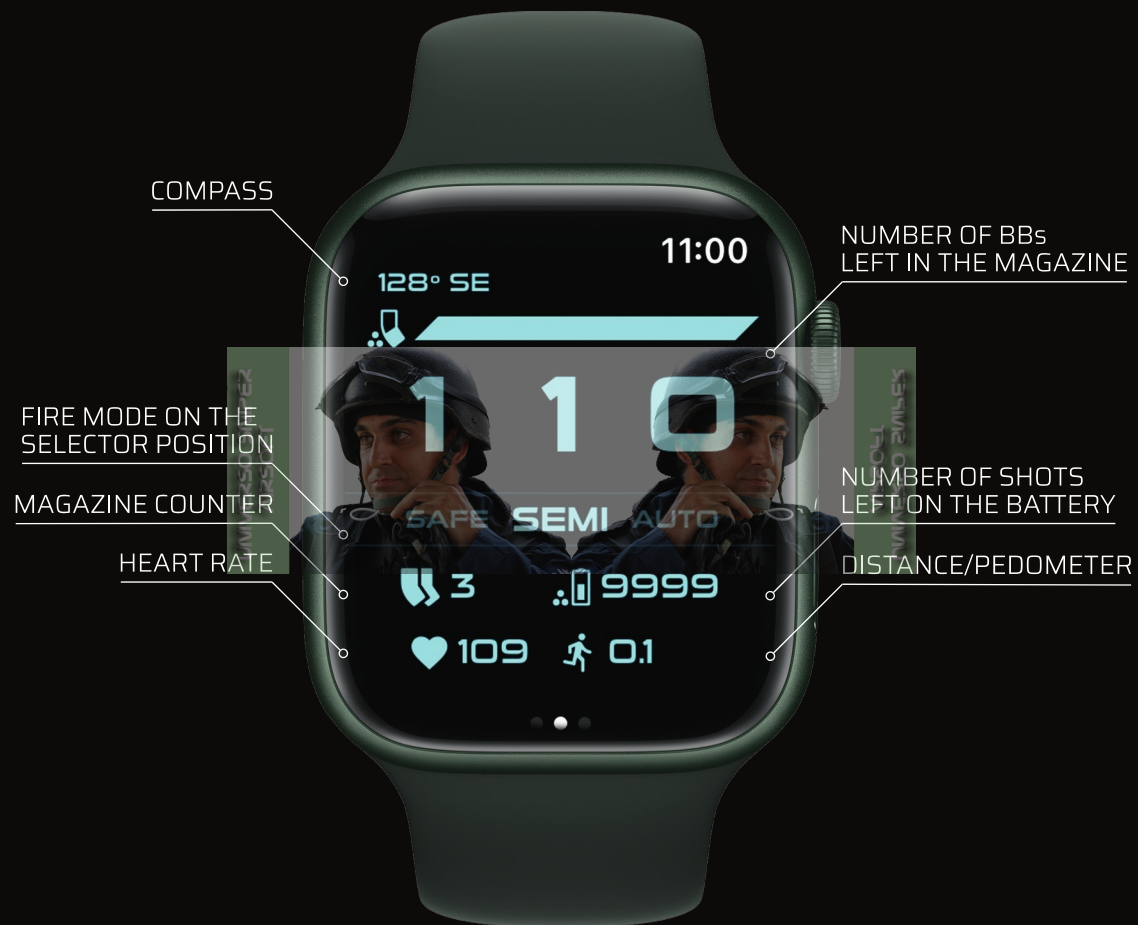 COMPASS
11:00
128° SE
NUMBER OF BBs
LEFT IN THE MAGAZINE
1 1 0
FIRE MODE ON THE
SELECTOR POSITION
SAFE SEMI AUTO
MAGAZINE COUNTER
NUMBER OF SHOTS
LEFT ON THE BATTERY
HEART RATE
DISTANCE/PEDOMETER
3 9999
109 0.1